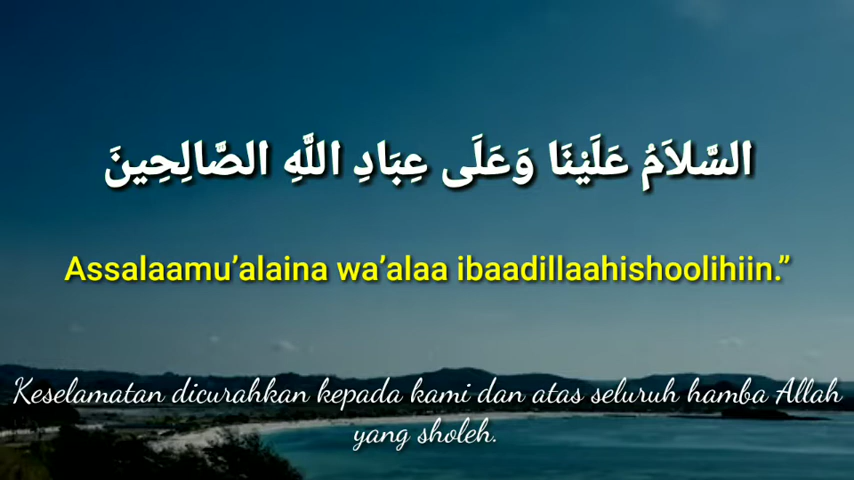 السَّلاَمُ عَلَيْنَا وَعَلَى عِبَادِ اللَّهِ الصَّالِحِينَ
Assalaamu’alaina wa’alaa ibaadillaahishoolihiin.”
Keselamatan dicurahkan kepada kami dan atas seluruh hamba Allah
yang sholeh.